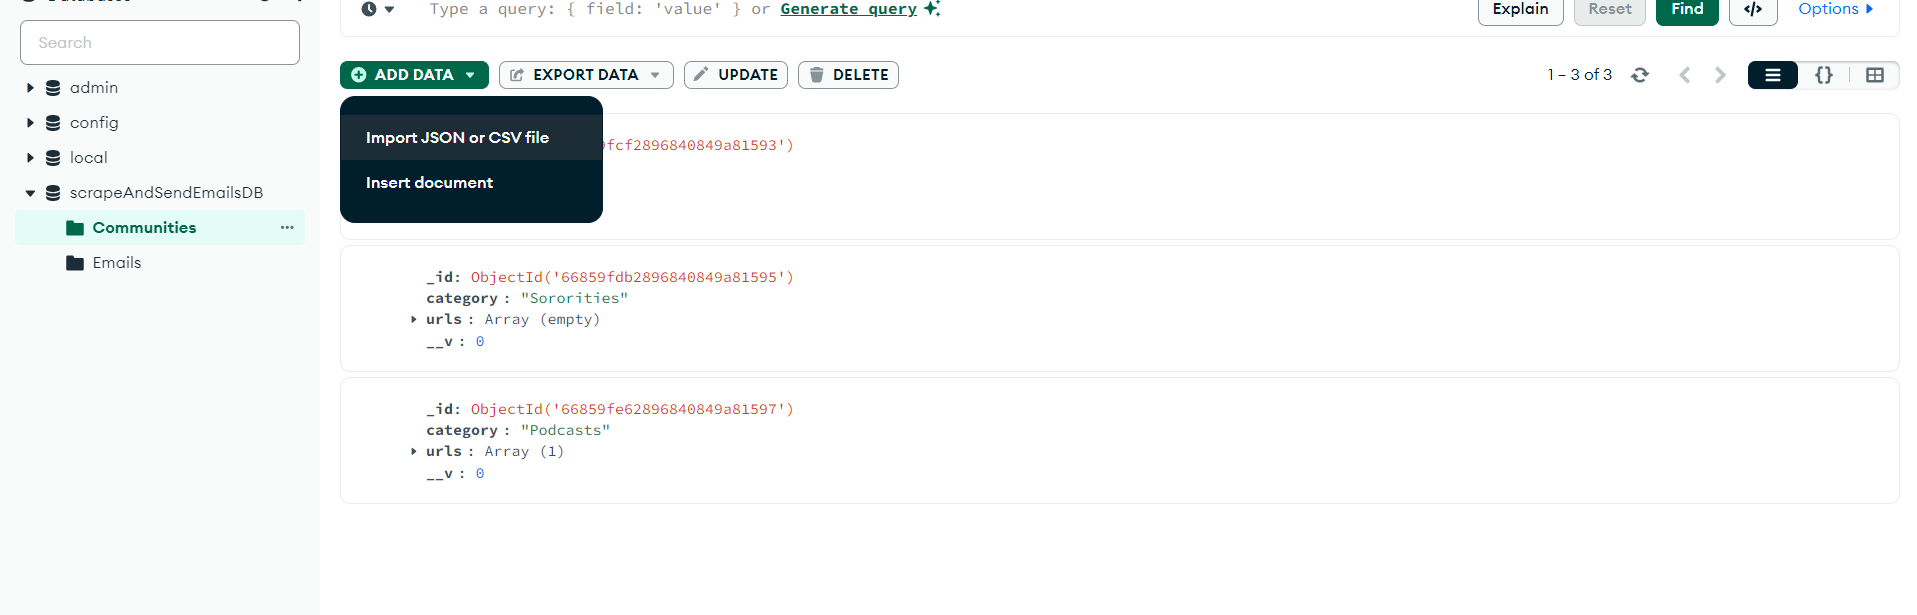 Type a query: { field: 'value' } or Generate query
Explain
Reset
Find
</>
Options
Search
ADD DATA
EXPORT DATA
UPDATE
DELETE
1 – 3 of 3
{}
admin
config
local
scrapeAndSendEmailsDB
Communities
Emails
Import JSON or CSV file
Insert document
fcf2896840849a81593')
_id: ObjectId('66859fdb2896840849a81595')
category : "Sororities"
urls : Array (empty)
__v : 0
_id: ObjectId('66859fe62896840849a81597')
category : "Podcasts"
urls : Array (1)
__v : 0